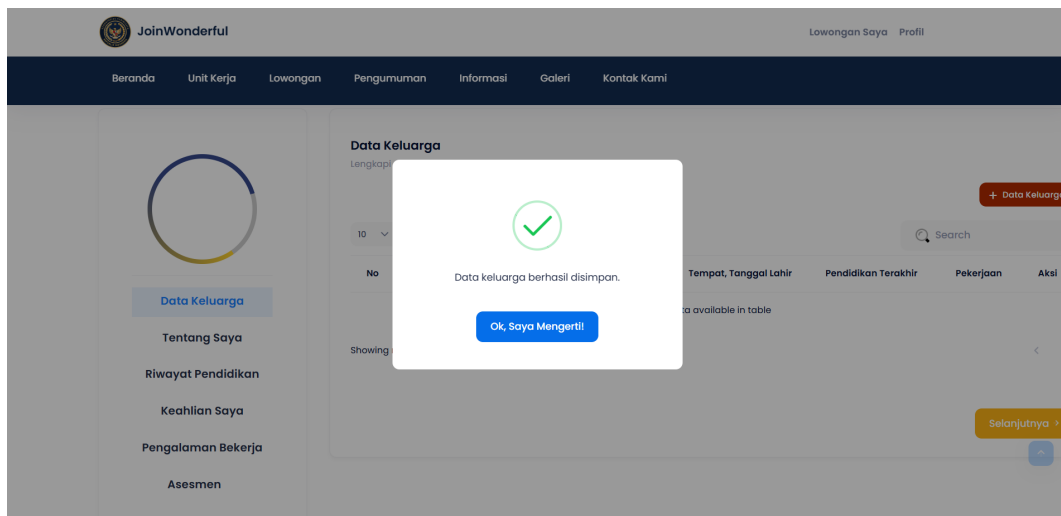 JoinWonderful
Lowongan Saya Profil
Beranda Unit Kerja Lowongan Pengumuman Informasi Galeri Kontak Kami
Data Keluarga
Lengkapi
+ Data Keluarga
10
Search
No Tempat, Tanggal Lahir Pendidikan Terakhir Pekerjaan Aksi
available in table
Showing
Selanjutnya >
Data keluarga berhasil disimpan.
Ok, Saya Mengerti!
Data Keluarga
Tentang Saya
Riwayat Pendidikan
Keahlian Saya
Pengalaman Bekerja
Asesmen